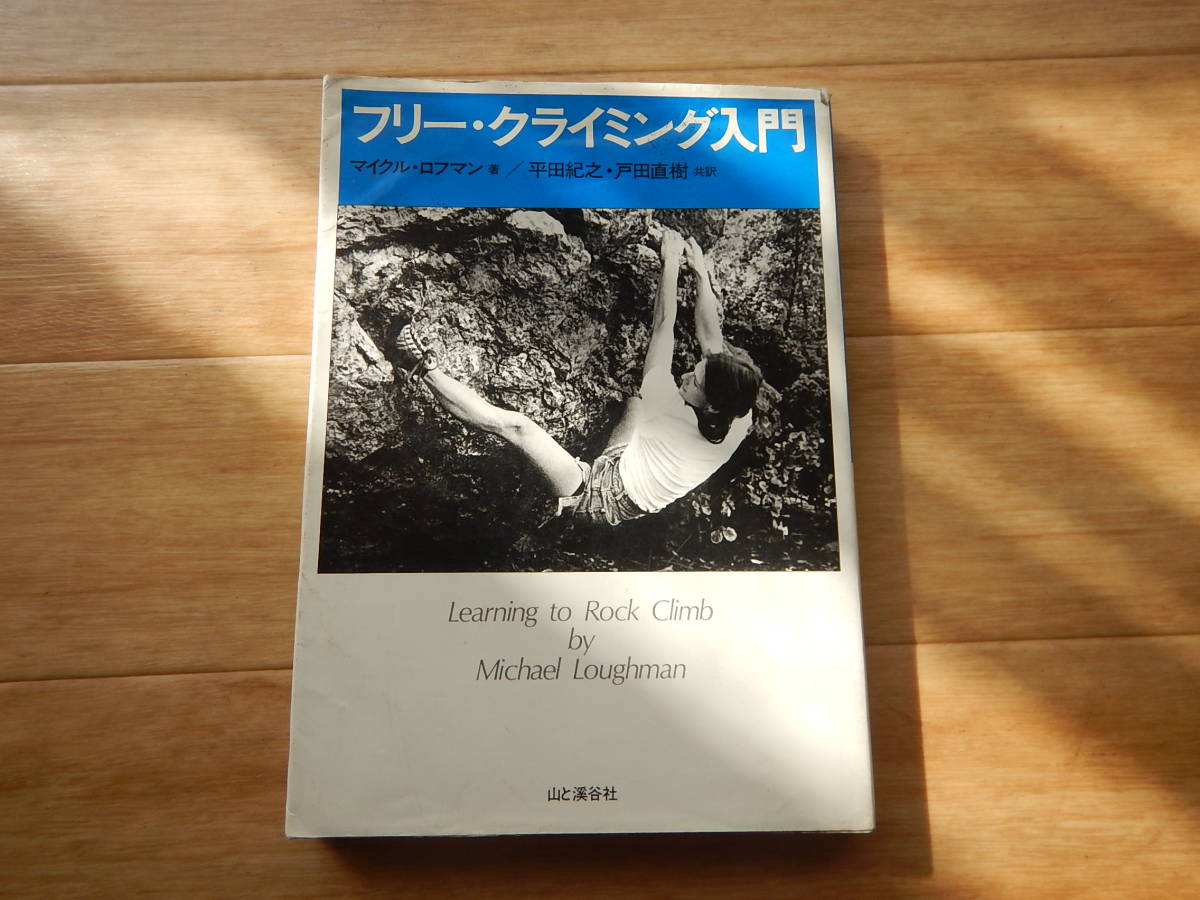 フリー・クライミング入門
マイクル・ロフマン 著／平田紀之・戸田直樹 共訳
Learning to Rock Climb
by
Michael Loughman
山と溪谷社